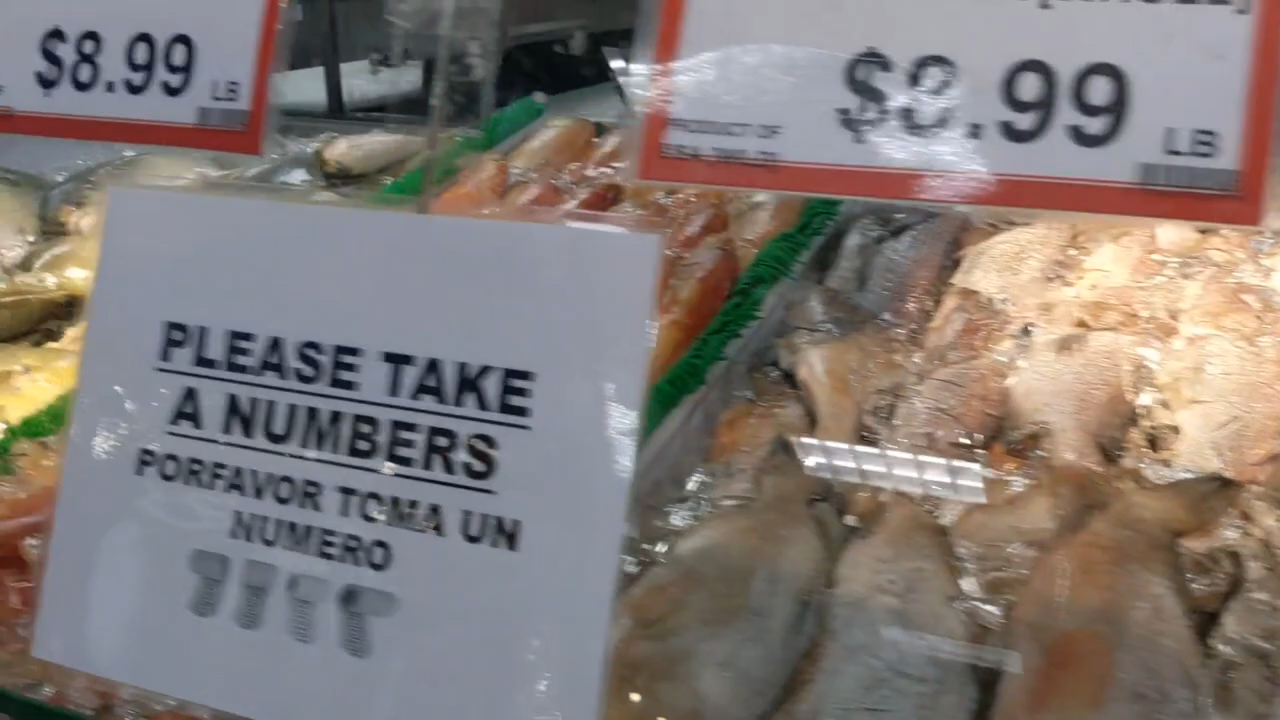 $8.99 LB
$8.99 LB
PRODUCT OF
PLEASE TAKE
A NUMBERS
PORFAVOR TOMA UN
NUMERO